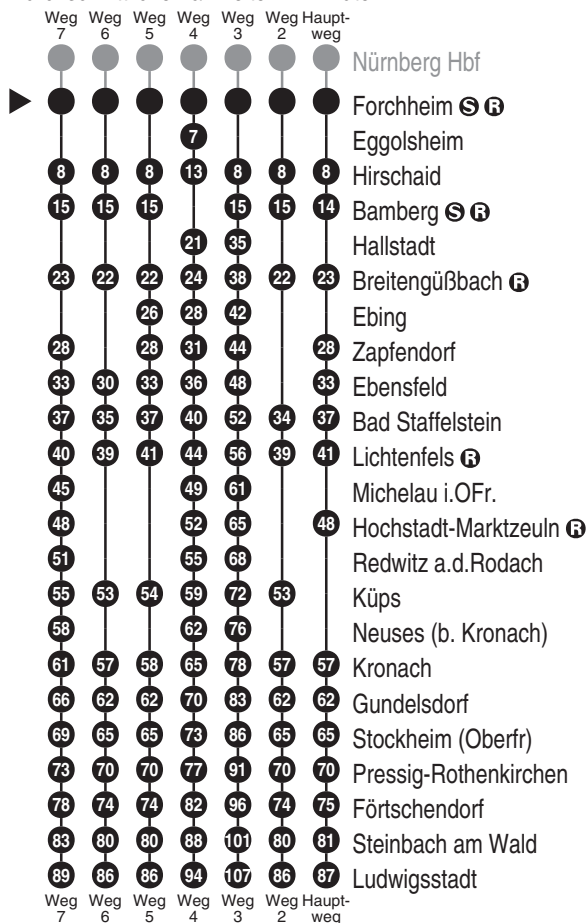 Weg 7 Weg 6 Weg 5 Weg 4 Weg 3 Weg 2 Haupt-weg
Nürnberg Hbf
Forchheim S R
7 Eggolsheim
8 8 8 13 8 8 8 Hirschaid
15 15 15 15 15 14 Bamberg S R
21 35 Hallstadt
23 22 22 24 38 22 23 Breitengüßbach R
26 28 42 Ebing
28 28 31 44 28 Zapfendorf
33 30 33 36 48 33 Ebensfeld
37 35 37 40 52 34 37 Bad Staffelstein
40 39 41 44 56 39 41 Lichtenfels R
45 49 61 Michelau i.OFr.
48 52 65 48 Hochstadt-Marktzeuln R
51 55 68 Redwitz a.d.Rodach
55 53 54 59 72 53 Küps
58 62 76 Neuses (b. Kronach)
61 57 58 65 78 57 57 Kronach
66 62 62 70 83 62 62 Gundelsdorf
69 65 65 73 86 65 65 Stockheim (Oberfr)
73 70 70 77 91 70 70 Pressig-Rothenkirchen
78 74 74 82 96 74 75 Förtschendorf
83 80 80 88 101 80 81 Steinbach am Wald
89 86 86 94 107 86 87 Ludwigsstadt
Weg 7 Weg 6 Weg 5 Weg 4 Weg 3 Weg 2 Haupt-weg